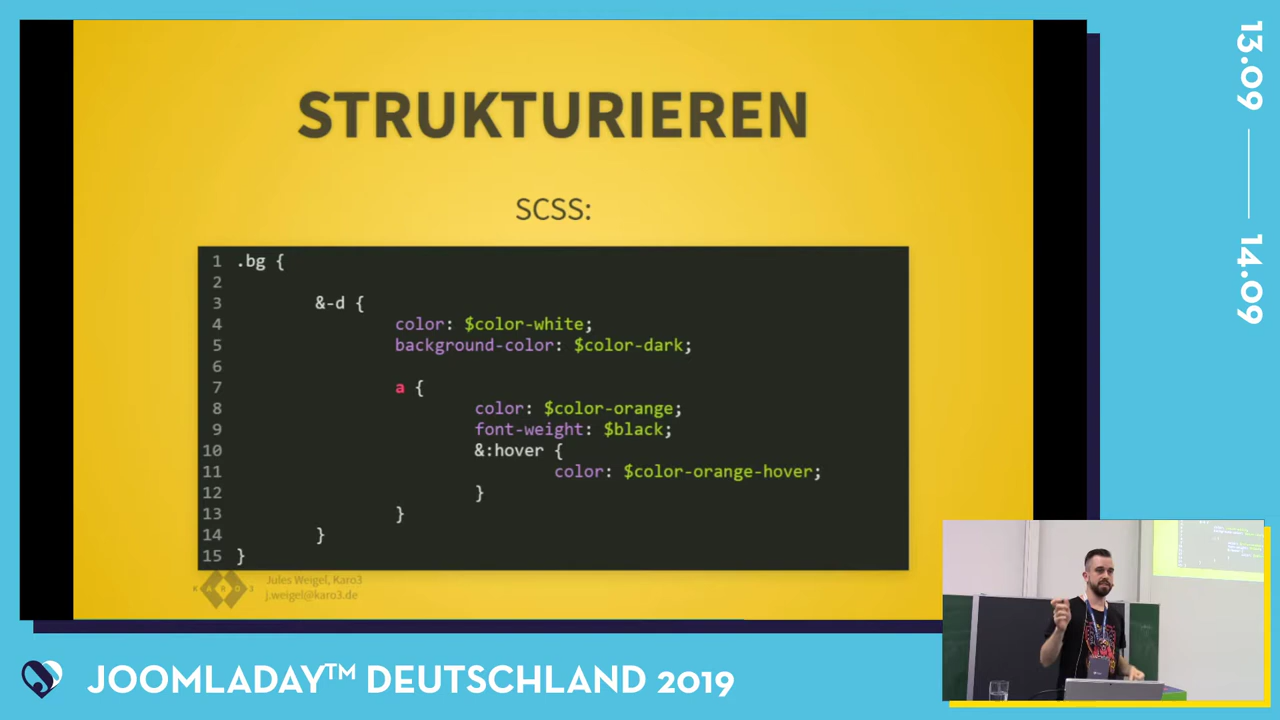 STRUKTURIEREN
SCSS:
1 .bg {
2
3 &-d {
4 color: $color-white;
5 background-color: $color-dark;
6
7 a {
8 color: $color-orange;
9 font-weight: $black;
10 &:hover {
11 color: $color-orange-hover;
12 }
13 }
14 }
15 }
KARO3
Jules Weigel, Karo3
j.weigel@karo3.de
13.09
14.09
JOOMLADAY™ DEUTSCHLAND 2019